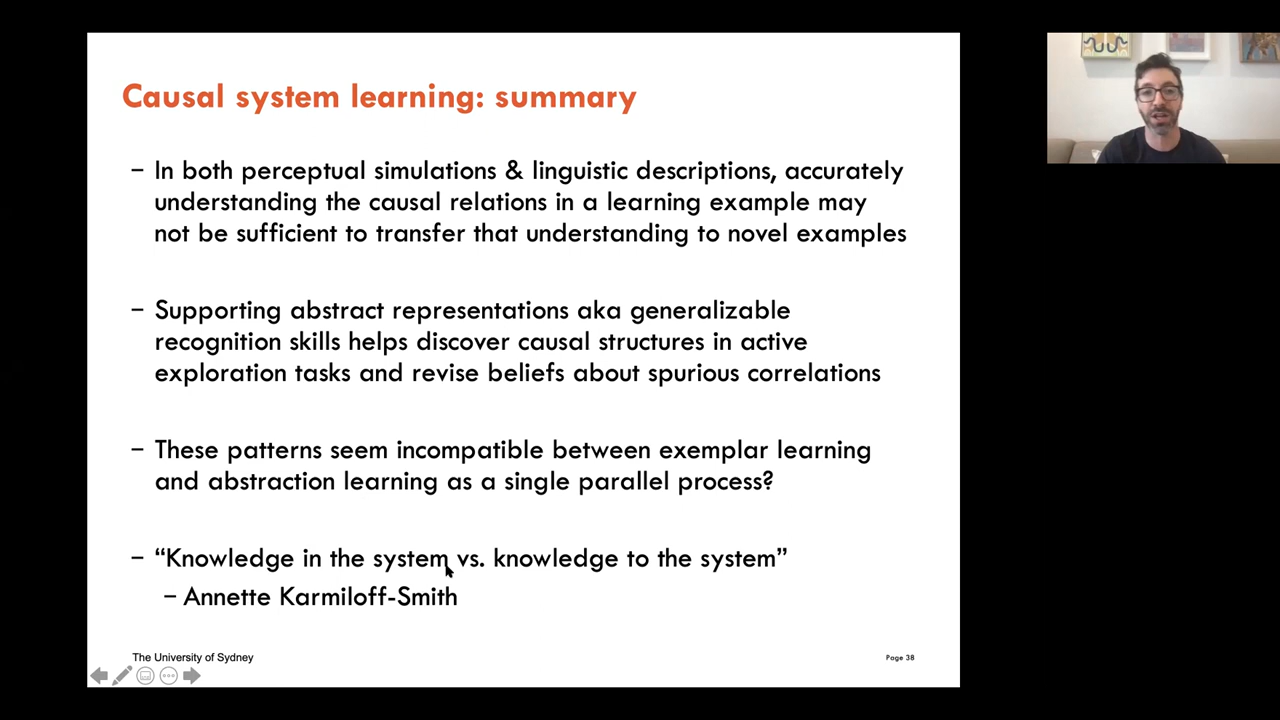 Causal system learning: summary
– In both perceptual simulations & linguistic descriptions, accurately
understanding the causal relations in a learning example may
not be sufficient to transfer that understanding to novel examples
– Supporting abstract representations aka generalizable
recognition skills helps discover causal structures in active
exploration tasks and revise beliefs about spurious correlations
– These patterns seem incompatible between exemplar learning
and abstraction learning as a single parallel process?
– “Knowledge in the system vs. knowledge to the system”
– Annette Karmiloff-Smith
The University of Sydney
Page 38